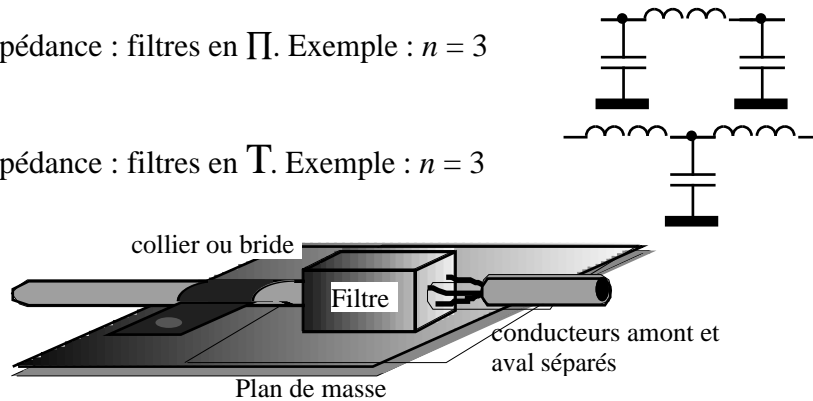 pédance : filtres en Π. Exemple : n = 3
pédance : filtres en T. Exemple : n = 3
collier ou bride
Filtre
conducteurs amont et
aval séparés
Plan de masse